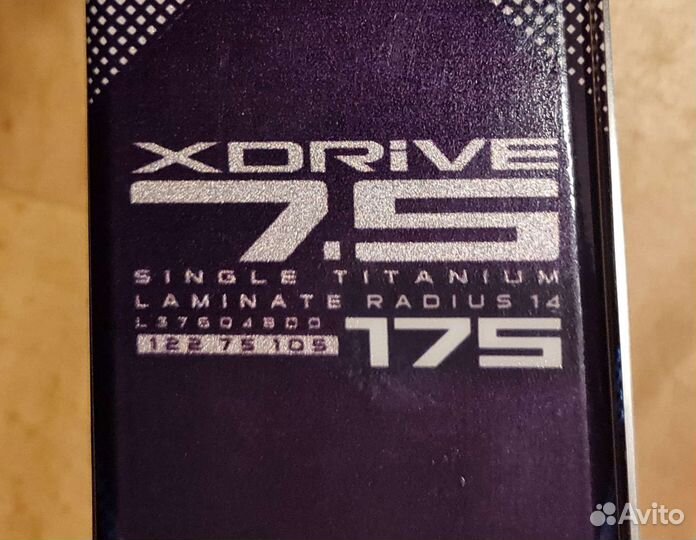 XDRiVE
7.5
SINGLE TITANIUM
LAMINATE RADIUS 14
L37604800
122 75 105 175
Avito